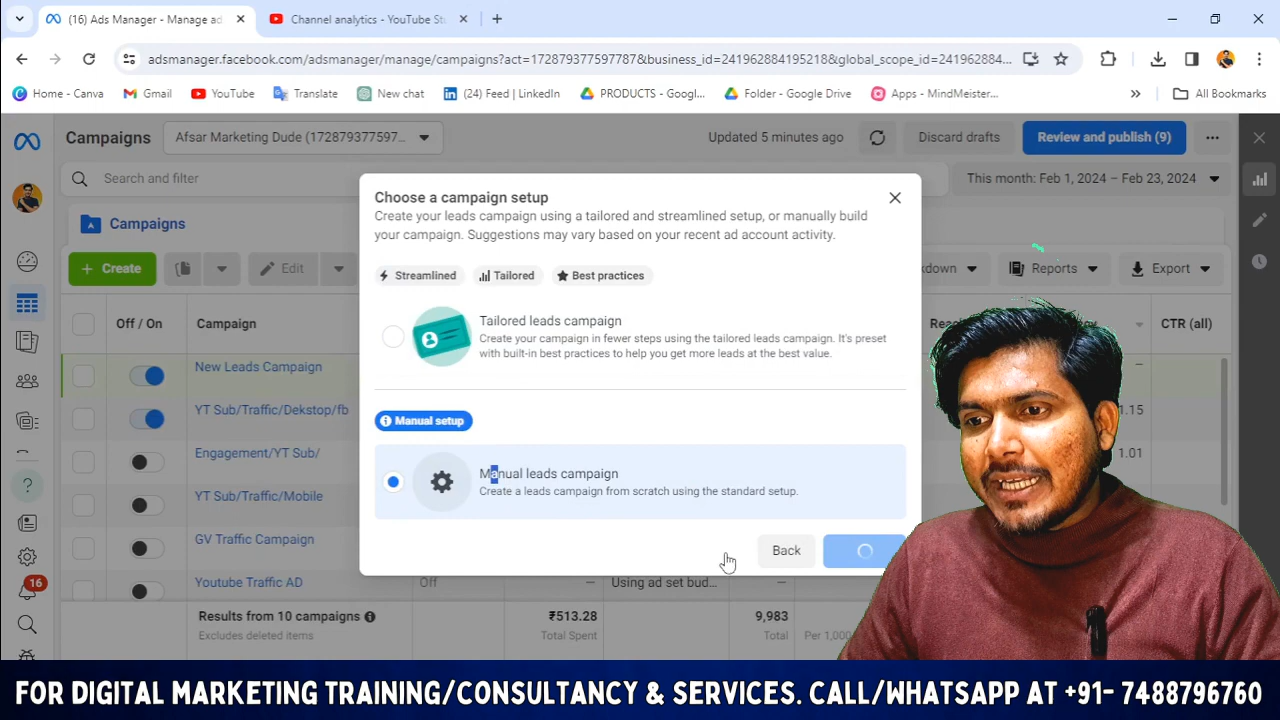 (16) Ads Manager - Manage ad
Channel analytics - YouTube Stu
adsmanager.facebook.com/adsmanager/manage/campaigns?act=172879377597787&business_id=241962884195218&global_scope_id=241962884...
Home - Canva
Gmail
YouTube
Translate
New chat
(24) Feed | LinkedIn
PRODUCTS - Googl...
Folder - Google Drive
Apps - MindMeister...
All Bookmarks
Campaigns
Afsar Marketing Dude (172879377597...
Updated 5 minutes ago
Discard drafts
Review and publish (9)
Search and filter
This month: Feb 1, 2024 – Feb 23, 2024
Campaigns
+ Create
Edit
kdown
Reports
Export
Off / On
Campaign
CTR (all)
New Leads Campaign
—
YT Sub/Traffic/Dekstop/fb
1.15
Engagement/YT Sub/
1.01
YT Sub/Traffic/Mobile
GV Traffic Campaign
Youtube Traffic AD
Off
—
Using ad set bud...
—
Results from 10 campaigns
Excludes deleted items
₹513.28
Total Spent
9,983
Total
Per 1,000
16
Choose a campaign setup
Create your leads campaign using a tailored and streamlined setup, or manually build
your campaign. Suggestions may vary based on your recent ad account activity.
Streamlined
Tailored
Best practices
Tailored leads campaign
Create your campaign in fewer steps using the tailored leads campaign. It's preset
with built-in best practices to help you get more leads at the best value.
Manual setup
Manual leads campaign
Create a leads campaign from scratch using the standard setup.
Back
FOR DIGITAL MARKETING TRAINING/CONSULTANCY & SERVICES. CALL/WHATSAPP AT +91- 7488796760